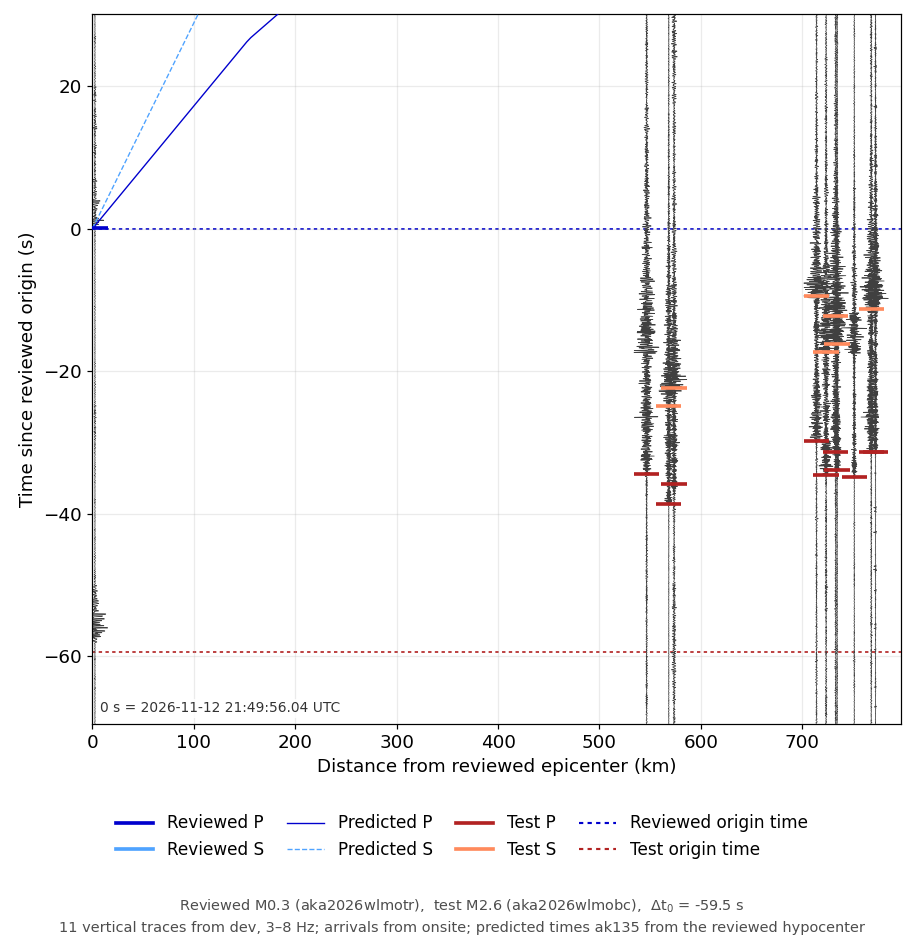 20
0
−20
−40
−60
Time since reviewed origin (s)
0 s = 2026-11-12 21:49:56.04 UTC
0 100 200 300 400 500 600 700
Distance from reviewed epicenter (km)
Reviewed P Predicted P Test P Reviewed origin time
Reviewed S Predicted S Test S Test origin time
Reviewed M0.3 (aka2026wlmotr), test M2.6 (aka2026wlmobc), Δt₀ = -59.5 s
11 vertical traces from dev, 3–8 Hz; arrivals from onsite; predicted times ak135 from the reviewed hypocenter